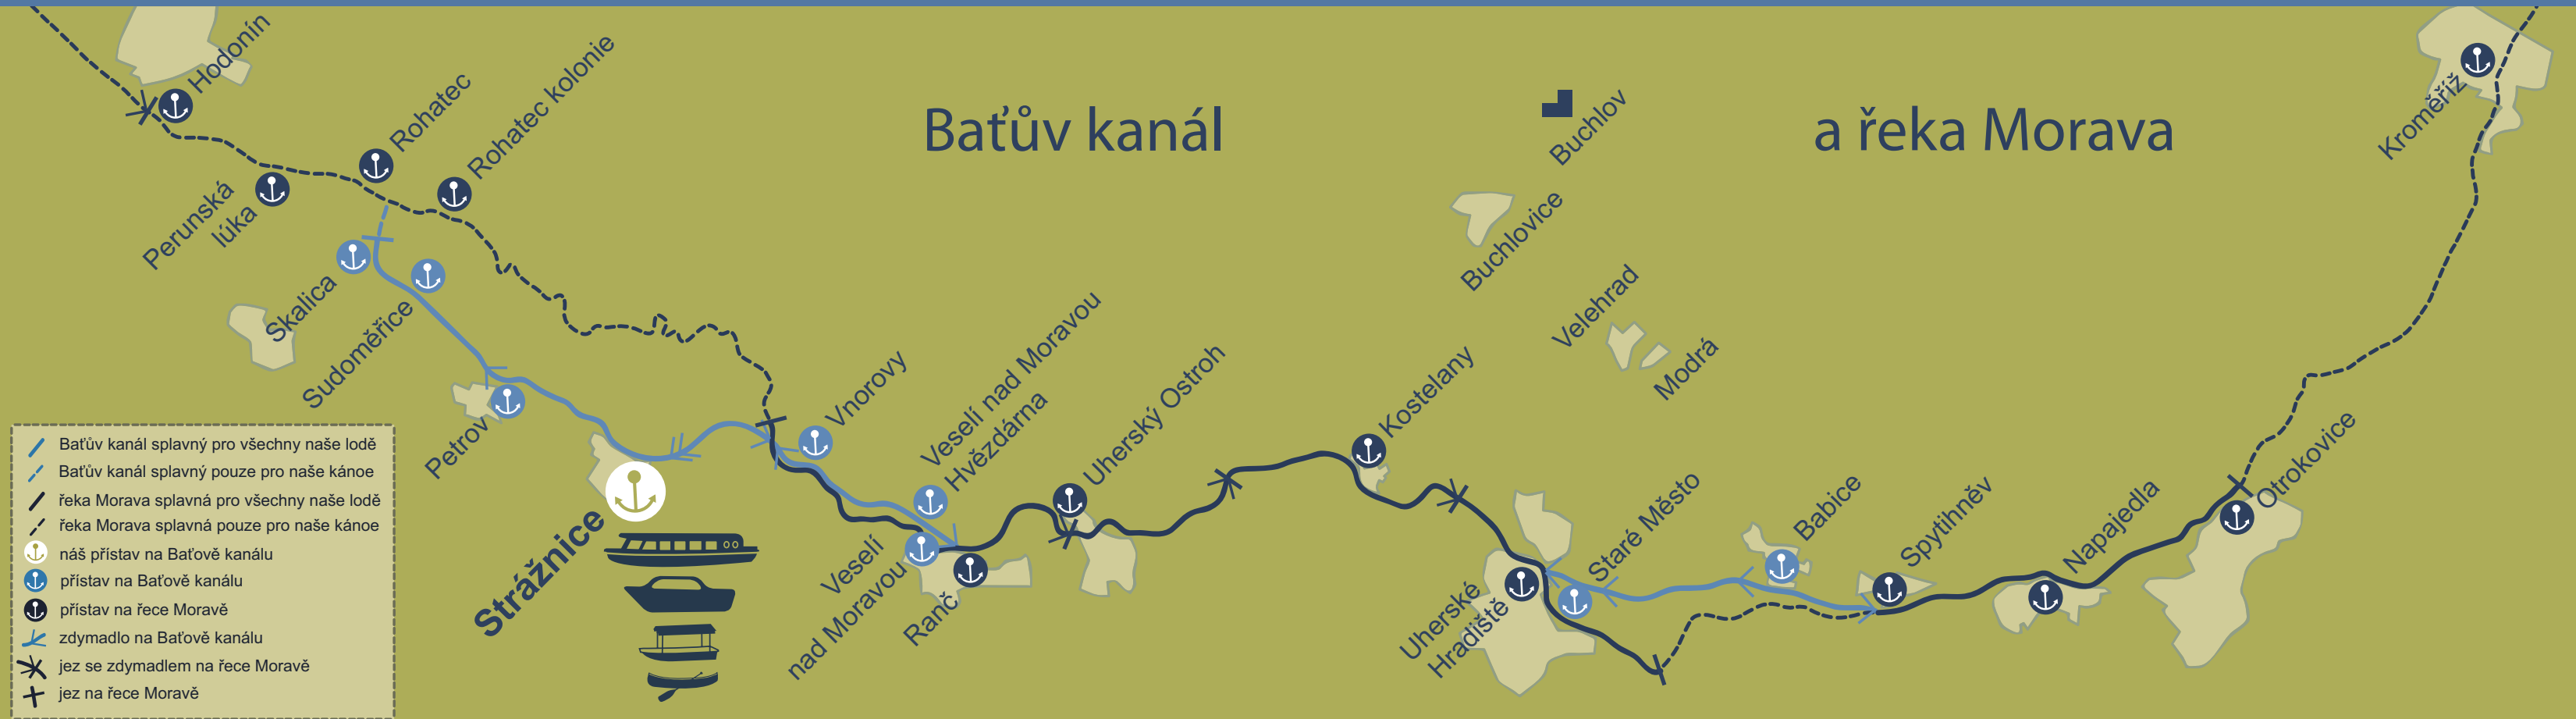 Baťův kanál
a řeka Morava
Hodonín
Rohatec
Rohatec kolonie
Perunská
lúka
Skalica
Sudoměřice
Petrov
Strážnice
Vnorovy
Veselí nad Moravou
Hvězdárna
Veselí
nad Moravou
Ranč
Uherský Ostroh
Kostelany
Buchlov
Buchlovice
Velehrad
Modrá
Uherské
Hradiště
Staré Město
Babice
Spytihněv
Napajedla
Otrokovice
Kroměříž
Baťův kanál splavný pro všechny naše lodě
Baťův kanál splavný pouze pro naše kánoe
řeka Morava splavná pro všechny naše lodě
řeka Morava splavná pouze pro naše kánoe
náš přístav na Baťově kanálu
přístav na Baťově kanálu
přístav na řece Moravě
zdymadlo na Baťově kanálu
jez se zdymadlem na řece Moravě
jez na řece Moravě